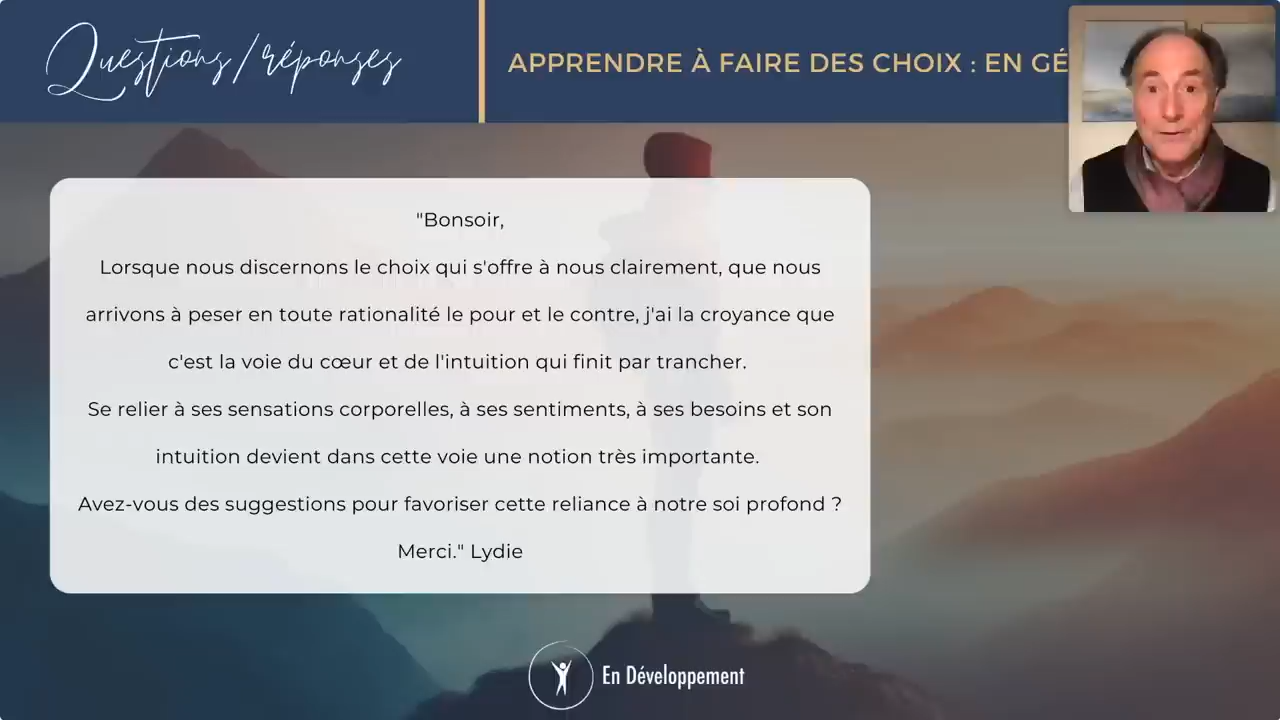 Questions/réponses
APPRENDRE À FAIRE DES CHOIX : EN GÉ
"Bonsoir,
Lorsque nous discernons le choix qui s'offre à nous clairement, que nous
arrivons à peser en toute rationalité le pour et le contre, j'ai la croyance que
c'est la voie du cœur et de l'intuition qui finit par trancher.
Se relier à ses sensations corporelles, à ses sentiments, à ses besoins et son
intuition devient dans cette voie une notion très importante.
Avez-vous des suggestions pour favoriser cette reliance à notre soi profond ?
Merci." Lydie
En Développement